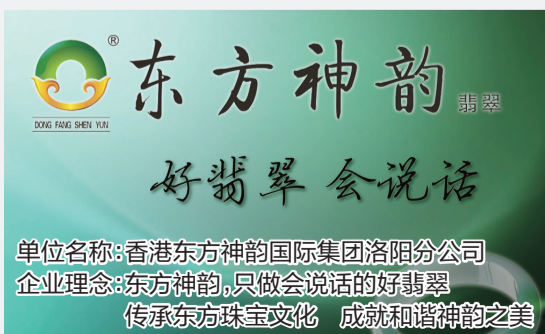 ®
东方神韵 翡翠
DONG FANG SHEN YUN
好翡翠 会说话
单位名称:香港东方神韵国际集团洛阳分公司
企业理念:东方神韵,只做会说话的好翡翠
传承东方珠宝文化 成就和谐神韵之美